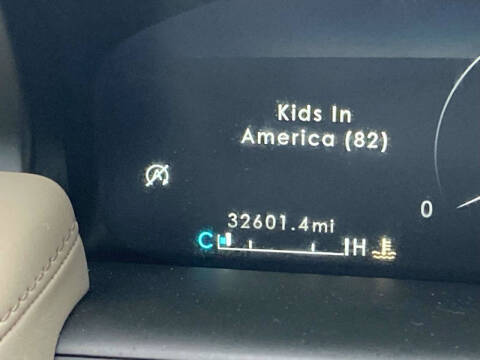 Kids In
America (82)
A
0
32601.4mi
C H